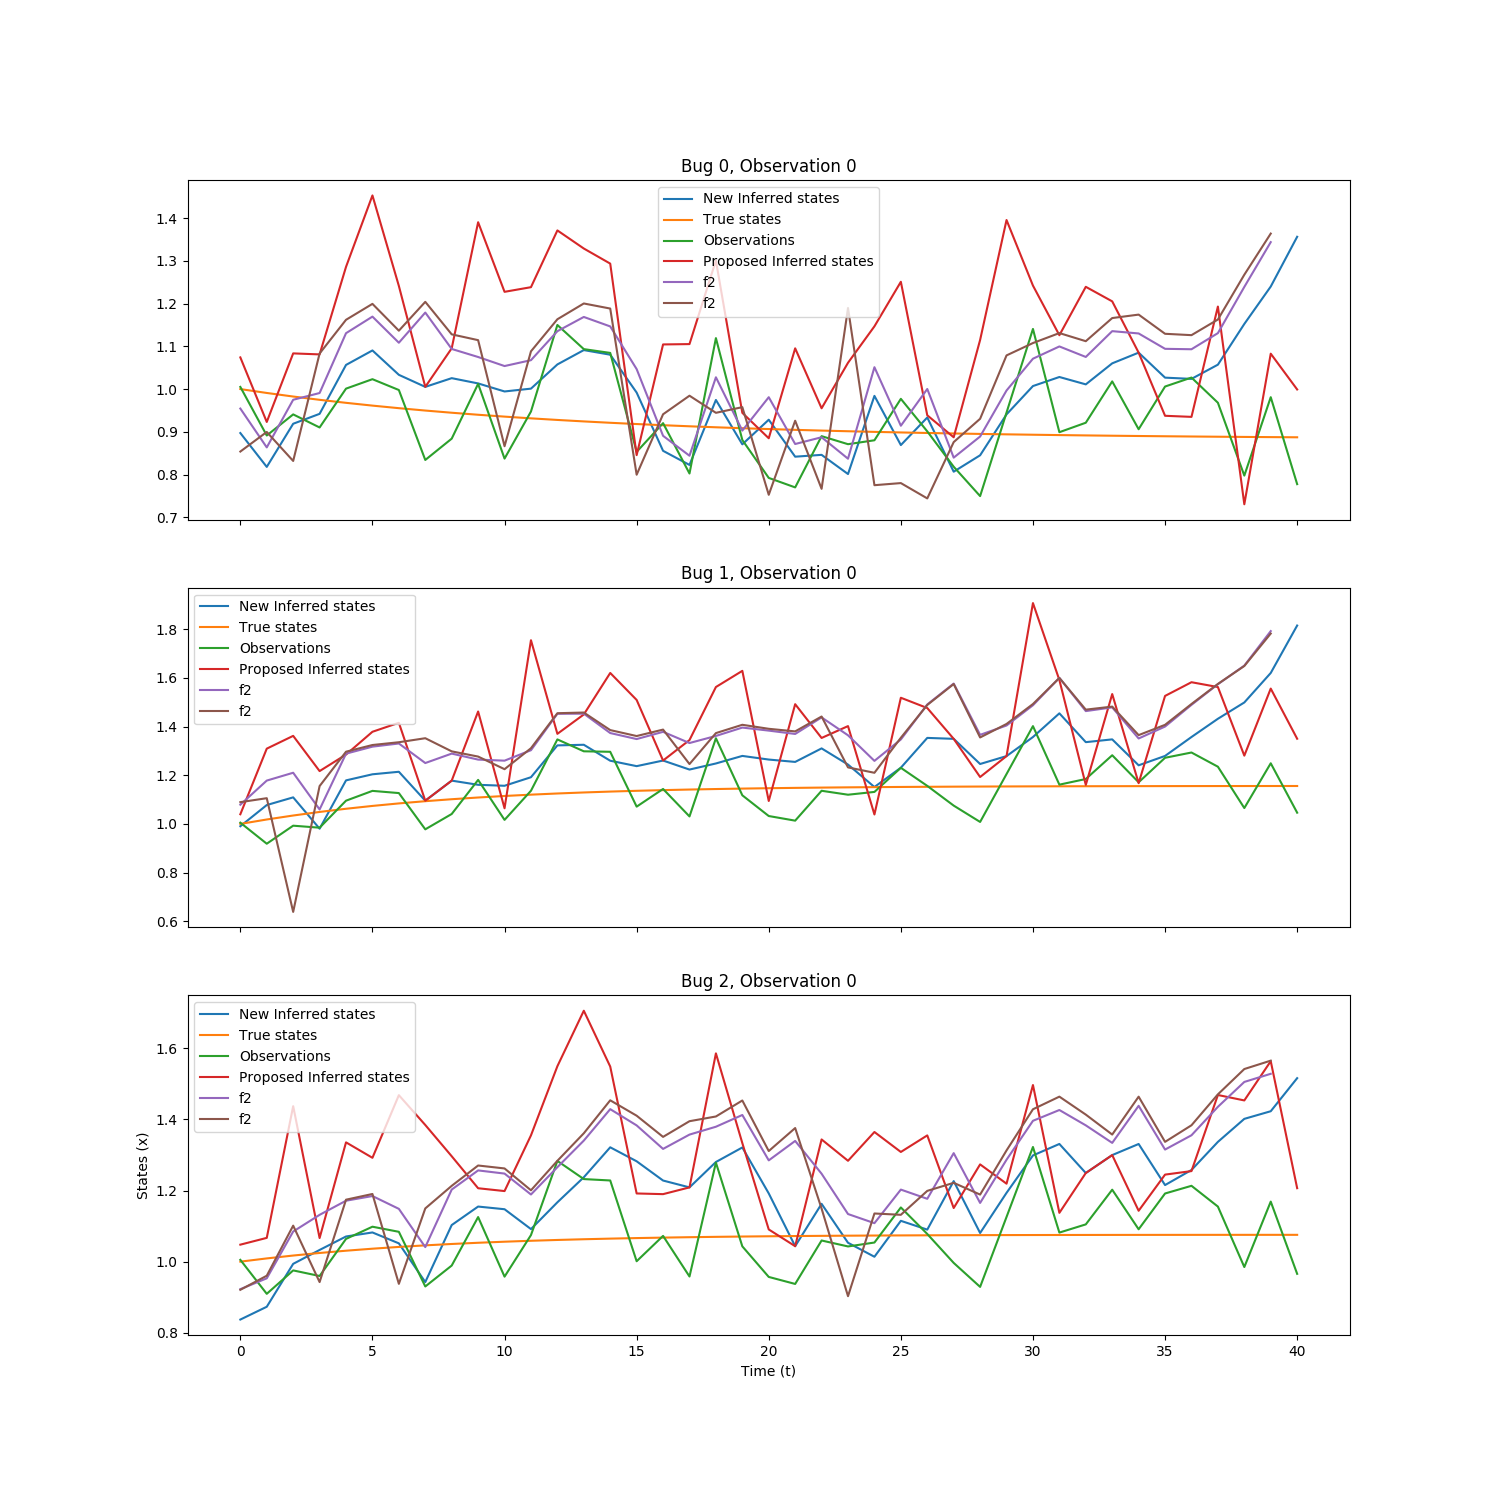 Bug 0, Observation 0
New Inferred states
True states
Observations
Proposed Inferred states
f2
f2
1.4
1.3
1.2
1.1
1.0
0.9
0.8
0.7
Bug 1, Observation 0
New Inferred states
True states
Observations
Proposed Inferred states
f2
f2
1.8
1.6
1.4
1.2
1.0
0.8
0.6
Bug 2, Observation 0
New Inferred states
True states
Observations
Proposed Inferred states
f2
f2
1.6
1.4
1.2
1.0
0.8
States (x)
0 5 10 15 20 25 30 35 40
Time (t)